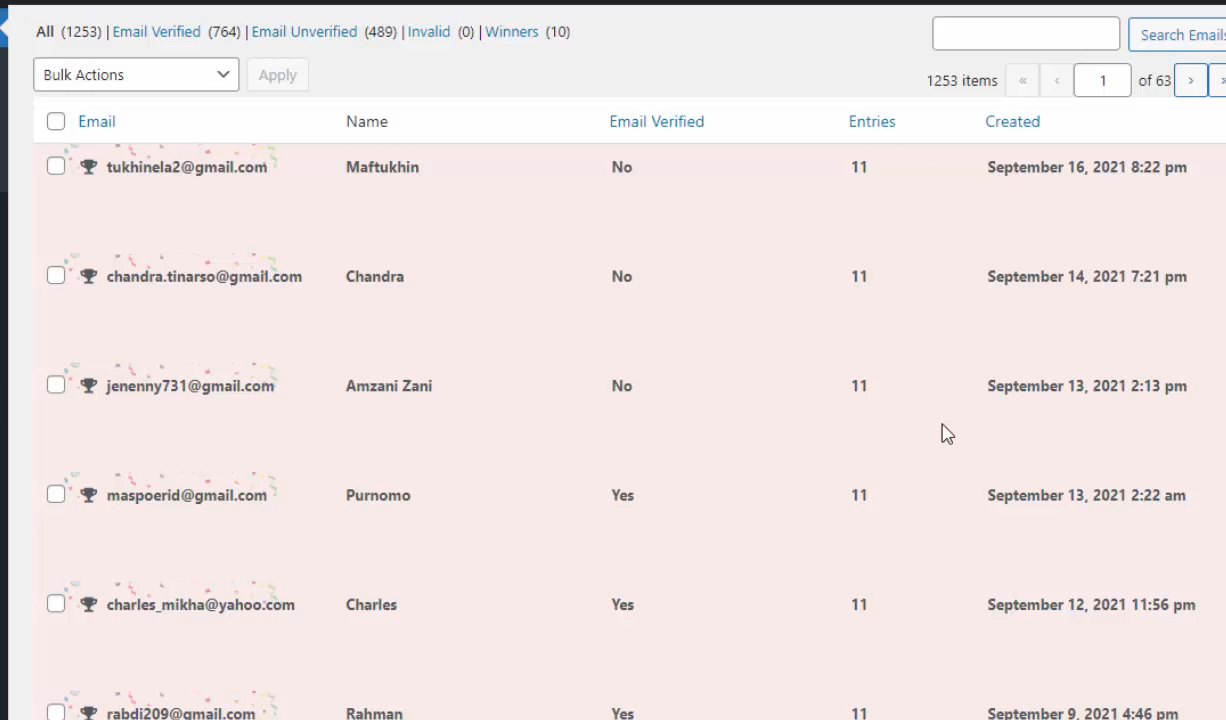 All (1253) | Email Verified (764) | Email Unverified (489) | Invalid (0) | Winners (10)
Search Emails
Bulk Actions Apply
1253 items « ‹ 1 of 63 › »
Email Name Email Verified Entries Created
tukhinela2@gmail.com Maftukhin No 11 September 16, 2021 8:22 pm
chandra.tinarso@gmail.com Chandra No 11 September 14, 2021 7:21 pm
jenenny731@gmail.com Amzani Zani No 11 September 13, 2021 2:13 pm
maspoerid@gmail.com Purnomo Yes 11 September 13, 2021 2:22 am
charles_mikha@yahoo.com Charles Yes 11 September 12, 2021 11:56 pm
rabdi209@gmail.com Rahman Yes 11 September 9, 2021 4:46 pm